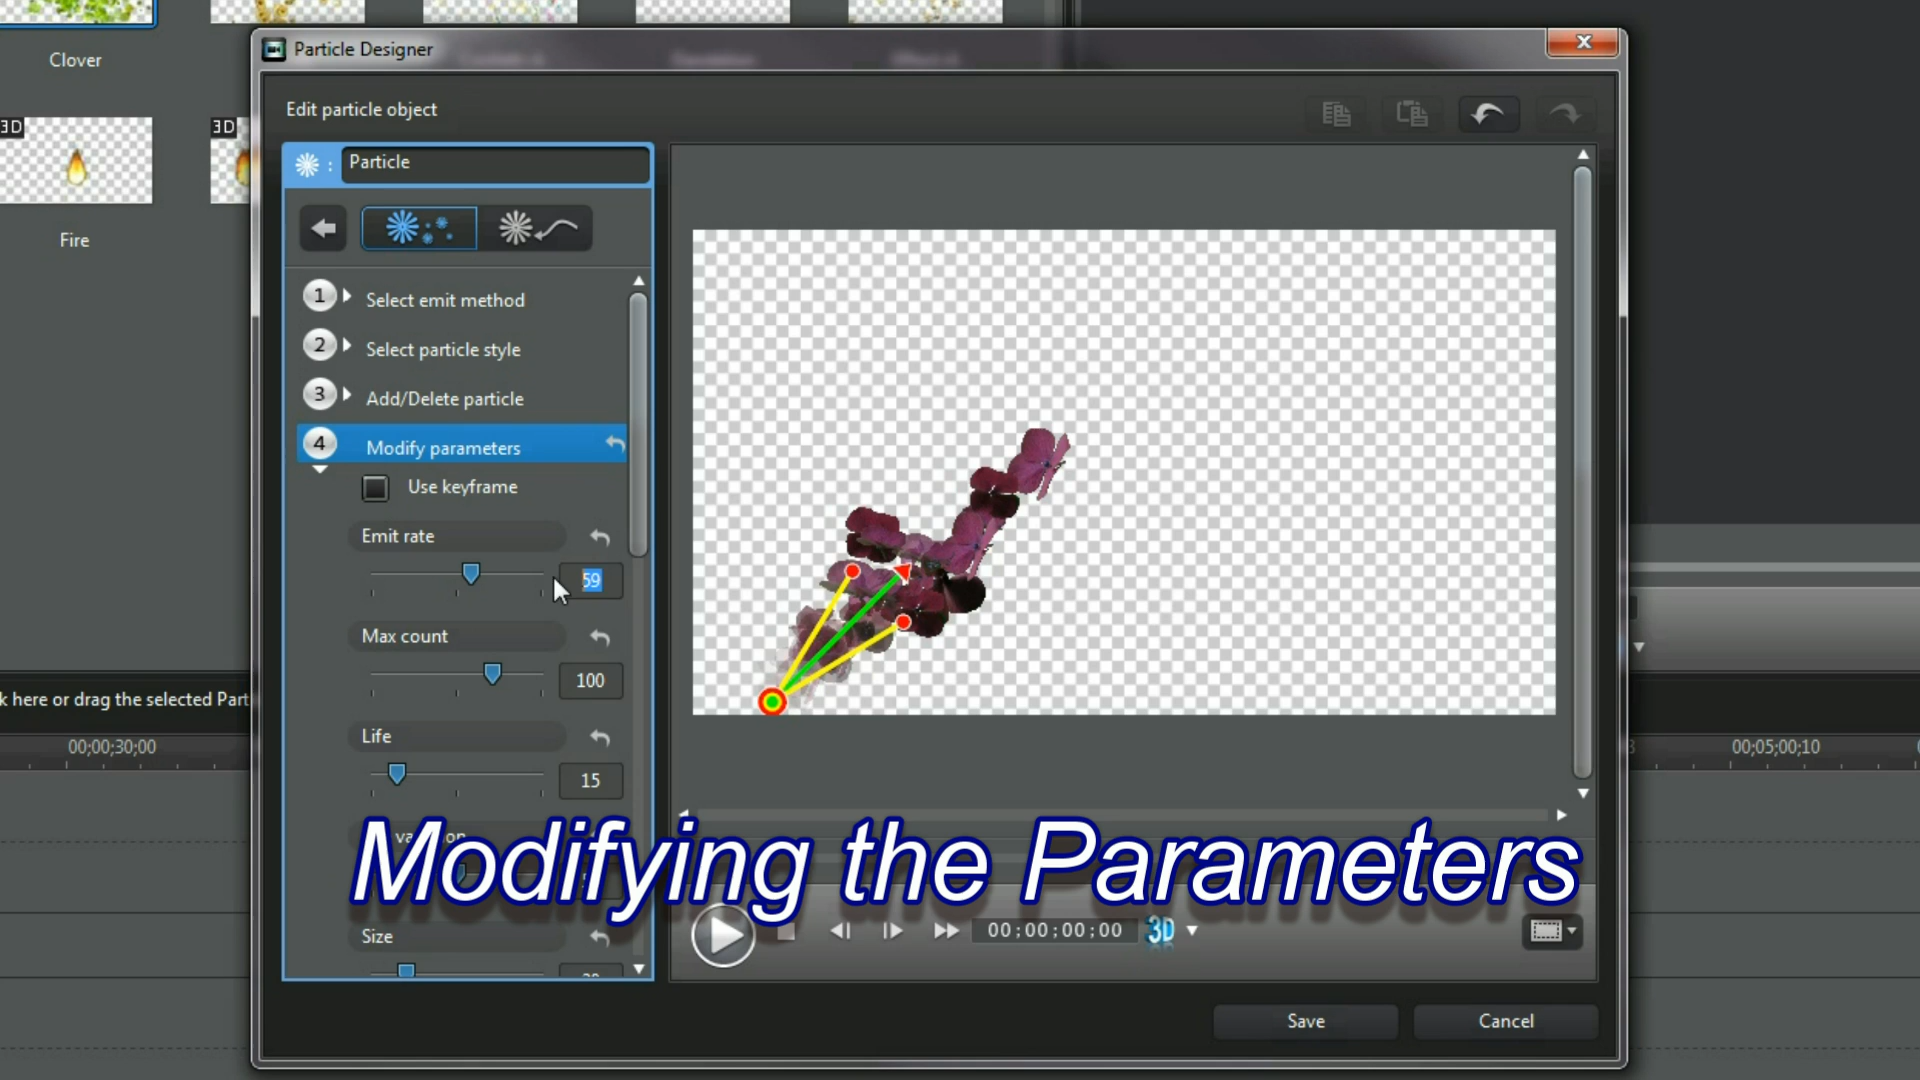 Clover
Particle Designer
Edit particle object
3D
3D
: Particle
Fire
1 Select emit method
2 Select particle style
3 Add/Delete particle
4 Modify parameters
Use keyframe
Emit rate
59
Max count
100
Life
15
k here or drag the selected Part
00;00;30;00
00;05;00;10
Modifying the Parameters
Size
00;00;00;00
3D
Save
Cancel